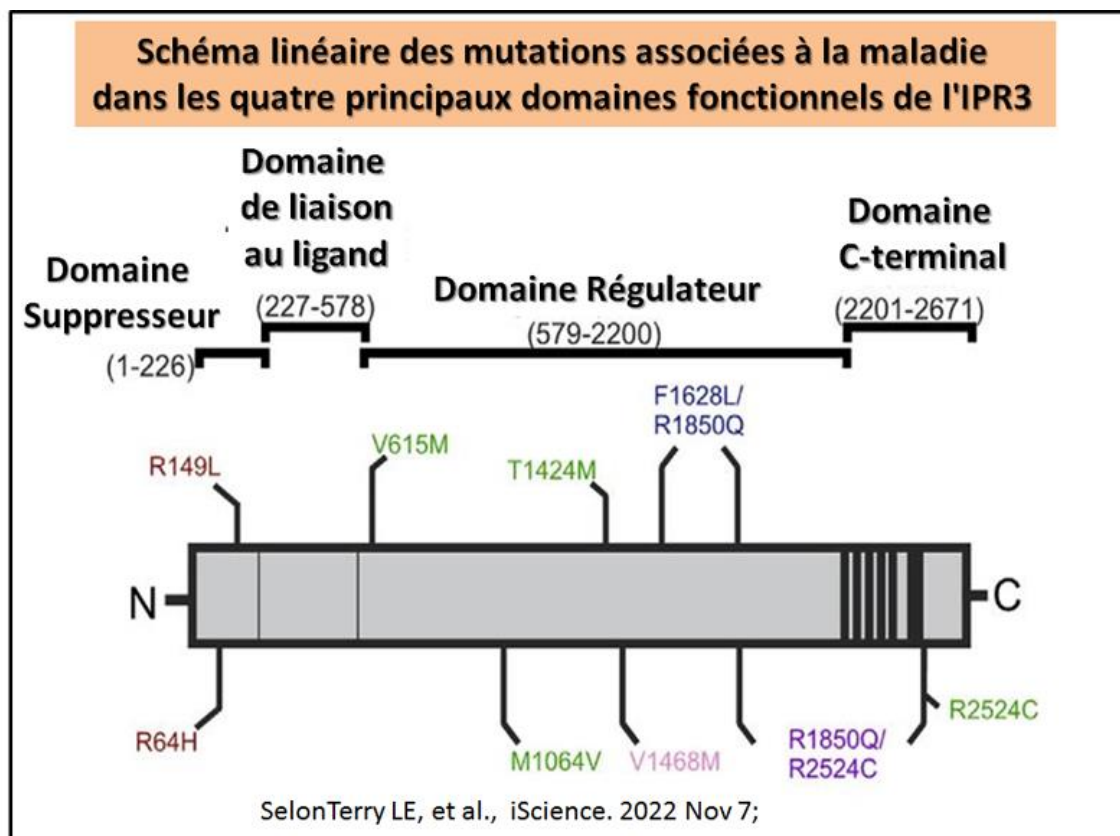 Schéma linéaire des mutations associées à la maladie
dans les quatre principaux domaines fonctionnels de l'IPR3
Domaine
de liaison
au ligand
(227-578)
Domaine
Suppresseur
(1-226)
Domaine Régulateur
(579-2200)
Domaine
C-terminal
(2201-2671)
R149L
V615M
T1424M
F1628L/
R1850Q
N
C
R64H
M1064V
V1468M
R1850Q/
R2524C
R2524C
SelonTerry LE, et al., iScience. 2022 Nov 7;